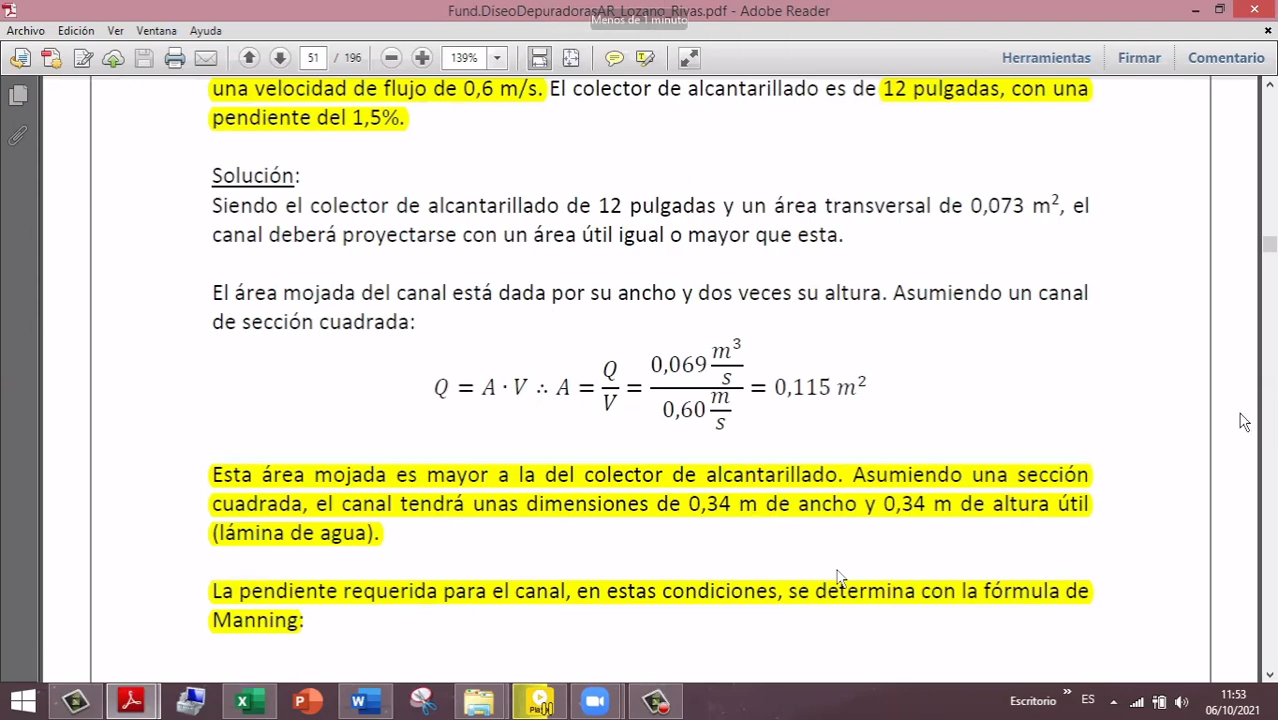 Fund.DiseoDepuradorasAR_Lozano_Rivas.pdf - Adobe Reader
Menos de 1 minuto
Archivo Edición Ver Ventana Ayuda
51 / 196 139% Herramientas Firmar Comentario
una velocidad de flujo de 0,6 m/s. El colector de alcantarillado es de 12 pulgadas, con una
pendiente del 1,5%.
Solución:
Siendo el colector de alcantarillado de 12 pulgadas y un área transversal de 0,073 m², el
canal deberá proyectarse con un área útil igual o mayor que esta.
El área mojada del canal está dada por su ancho y dos veces su altura. Asumiendo un canal
de sección cuadrada:
Q = A · V ∴ A = Q/V = (0,069 m³/s)/(0,60 m/s) = 0,115 m²
Esta área mojada es mayor a la del colector de alcantarillado. Asumiendo una sección
cuadrada, el canal tendrá unas dimensiones de 0,34 m de ancho y 0,34 m de altura útil
(lámina de agua).
La pendiente requerida para el canal, en estas condiciones, se determina con la fórmula de
Manning:
Escritorio » ES 11:53
06/10/2021